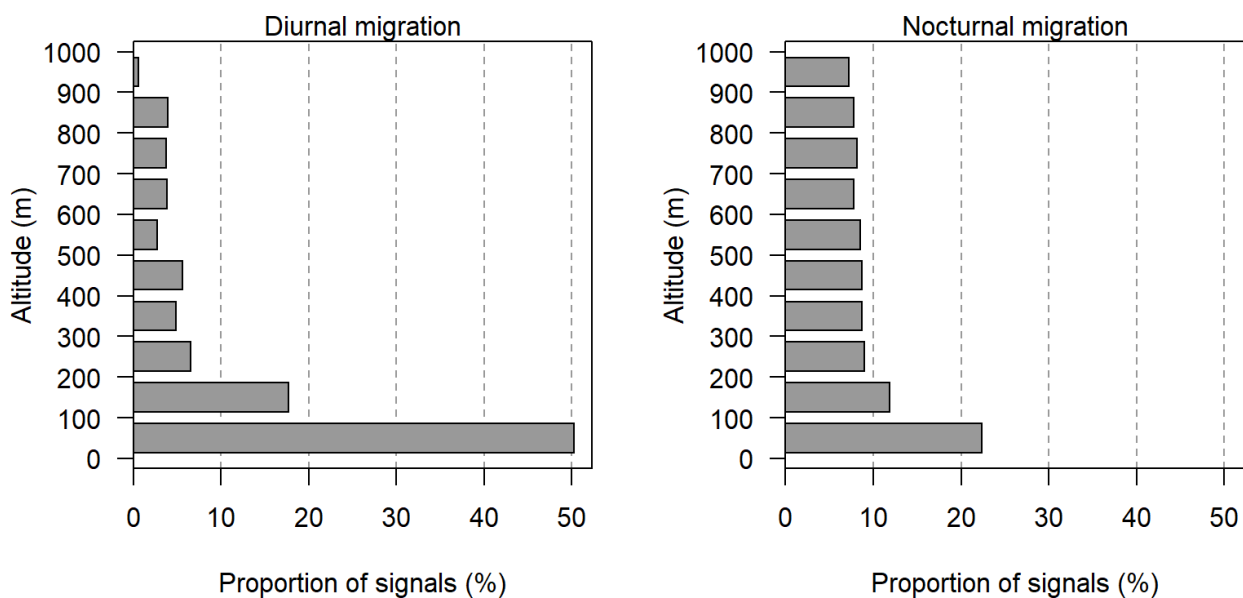 Diurnal migration
1000
900
800
700
600
500
400
300
200
100
0
Altitude (m)
0 10 20 30 40 50
Proportion of signals (%)
Nocturnal migration
1000
900
800
700
600
500
400
300
200
100
0
Altitude (m)
0 10 20 30 40 50
Proportion of signals (%)